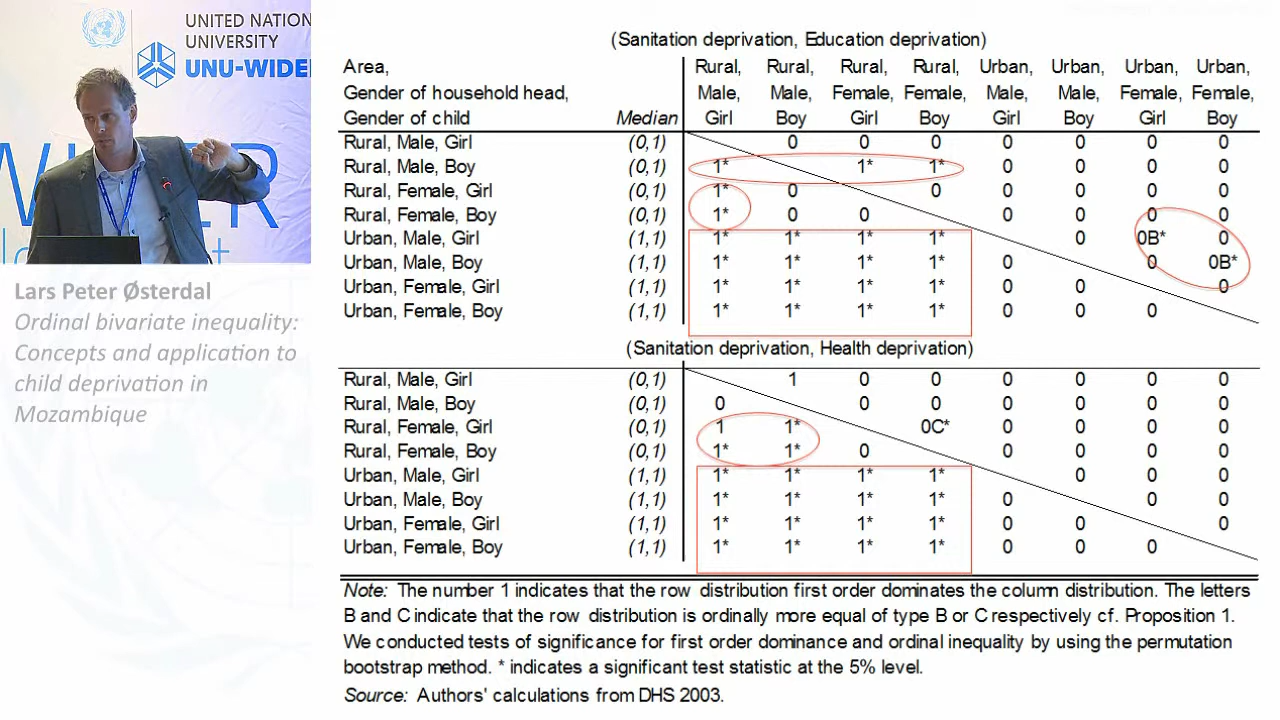 UNITED NATION
UNIVERSITY
UNU-WIDER
Lars Peter Østerdal
Ordinal bivariate inequality:
Concepts and application to
child deprivation in
Mozambique
(Sanitation deprivation, Education deprivation)
Area, Rural, Rural, Rural, Rural, Urban, Urban, Urban, Urban,
Gender of household head, Male, Male, Female, Female, Male, Male, Female, Female,
Gender of child Median Girl Boy Girl Boy Girl Boy Girl Boy
Rural, Male, Girl (0,1) 0 0 0 0 0 0 0
Rural, Male, Boy (0,1) 1* 1* 1* 0 0 0 0
Rural, Female, Girl (0,1) 1* 0 0 0 0 0 0
Rural, Female, Boy (0,1) 1* 0 0 0 0 0 0
Urban, Male, Girl (1,1) 1* 1* 1* 1* 0 0B* 0
Urban, Male, Boy (1,1) 1* 1* 1* 1* 0 0 0B*
Urban, Female, Girl (1,1) 1* 1* 1* 1* 0 0 0
Urban, Female, Boy (1,1) 1* 1* 1* 1* 0 0 0
(Sanitation deprivation, Health deprivation)
Rural, Male, Girl (0,1) 1 0 0 0 0 0 0
Rural, Male, Boy (0,1) 0 0 0 0 0 0 0
Rural, Female, Girl (0,1) 1 1* 0C* 0 0 0 0
Rural, Female, Boy (0,1) 1* 1* 0 0 0 0 0
Urban, Male, Girl (1,1) 1* 1* 1* 1* 0 0 0
Urban, Male, Boy (1,1) 1* 1* 1* 1* 0 0 0
Urban, Female, Girl (1,1) 1* 1* 1* 1* 0 0 0
Urban, Female, Boy (1,1) 1* 1* 1* 1* 0 0 0
Note: The number 1 indicates that the row distribution first order dominates the column distribution. The letters
B and C indicate that the row distribution is ordinally more equal of type B or C respectively cf. Proposition 1.
We conducted tests of significance for first order dominance and ordinal inequality by using the permutation
bootstrap method. * indicates a significant test statistic at the 5% level.
Source: Authors' calculations from DHS 2003.